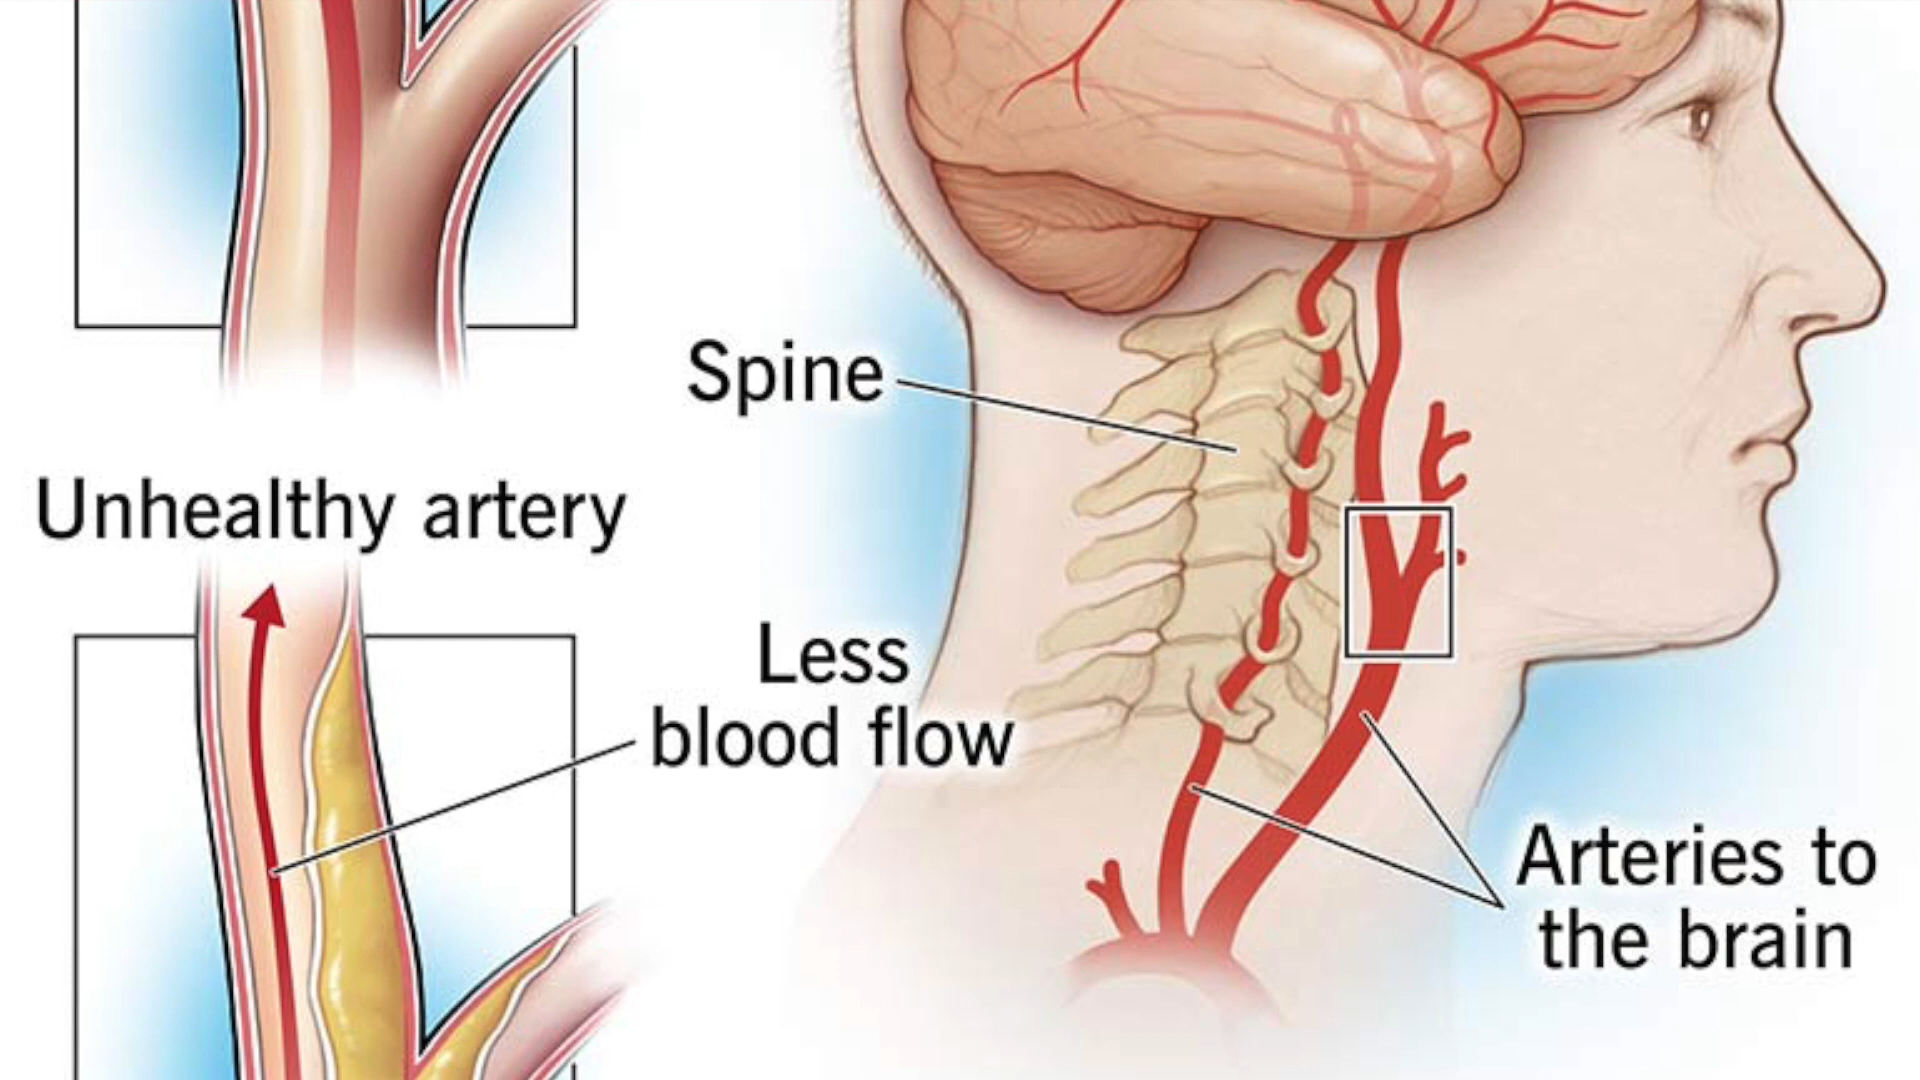 Spine
Unhealthy artery
Less
blood flow
Arteries to
the brain